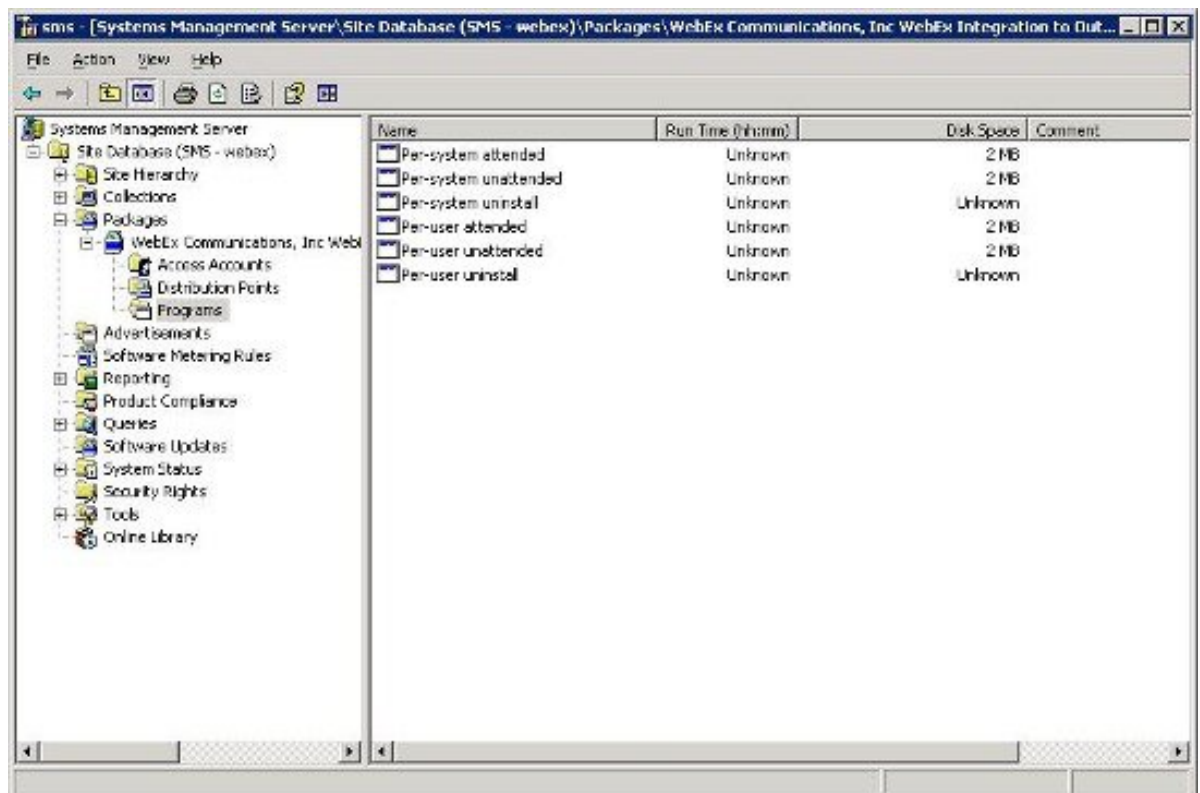 sms - [Systems Management Server\Site Database (SMS - webex)\Packages\WebEx Communications, Inc WebEx Integration to Out...
File Action View Help
Systems Management Server
Site Database (SMS - webex)
Site Hierarchy
Collections
Packages
WebEx Communications, Inc WebE
Access Accounts
Distribution Points
Programs
Advertisements
Software Metering Rules
Reporting
Product Compliance
Queries
Software Updates
System Status
Security Rights
Tools
Online Library
Name Run Time (hh:mm) Disk Space Comment
Per-system attended Unknown 2 MB
Per-system unattended Unknown 2 MB
Per-system uninstall Unknown Unknown
Per-user attended Unknown 2 MB
Per-user unattended Unknown 2 MB
Per-user uninstall Unknown Unknown